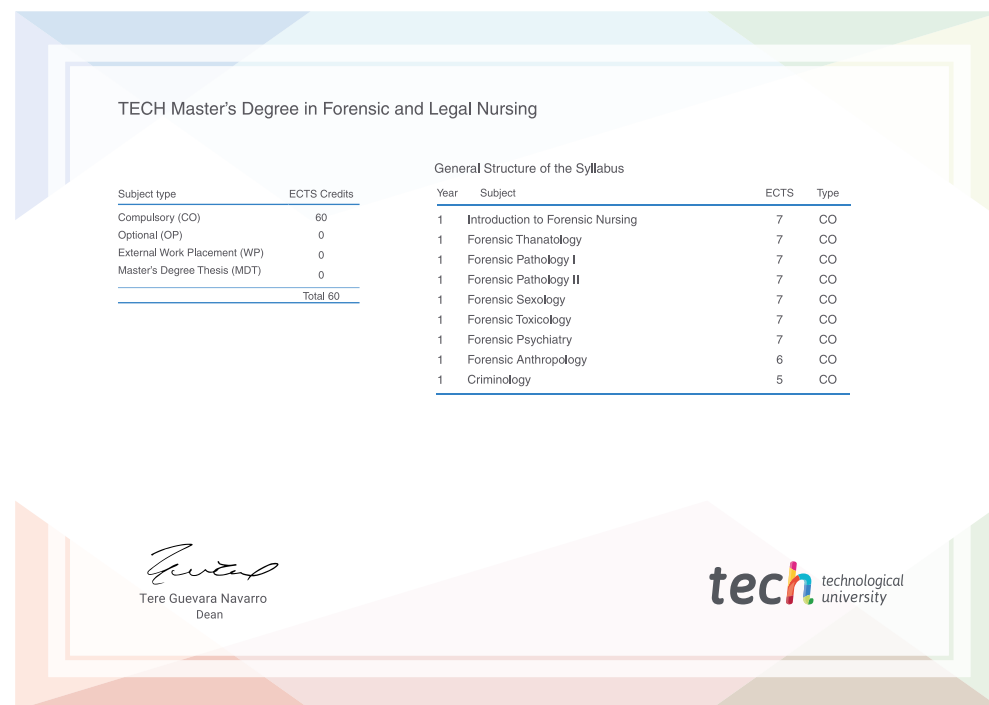 TECH Master's Degree in Forensic and Legal Nursing
Subject type ECTS Credits
Compulsory (CO) 60
Optional (OP) 0
External Work Placement (WP) 0
Master's Degree Thesis (MDT) 0
Total 60
General Structure of the Syllabus
Year Subject ECTS Type
1 Introduction to Forensic Nursing 7 CO
1 Forensic Thanatology 7 CO
1 Forensic Pathology I 7 CO
1 Forensic Pathology II 7 CO
1 Forensic Sexology 7 CO
1 Forensic Toxicology 7 CO
1 Forensic Psychiatry 7 CO
1 Forensic Anthropology 6 CO
1 Criminology 5 CO
Tere Guevara Navarro
Dean
tech technological
university